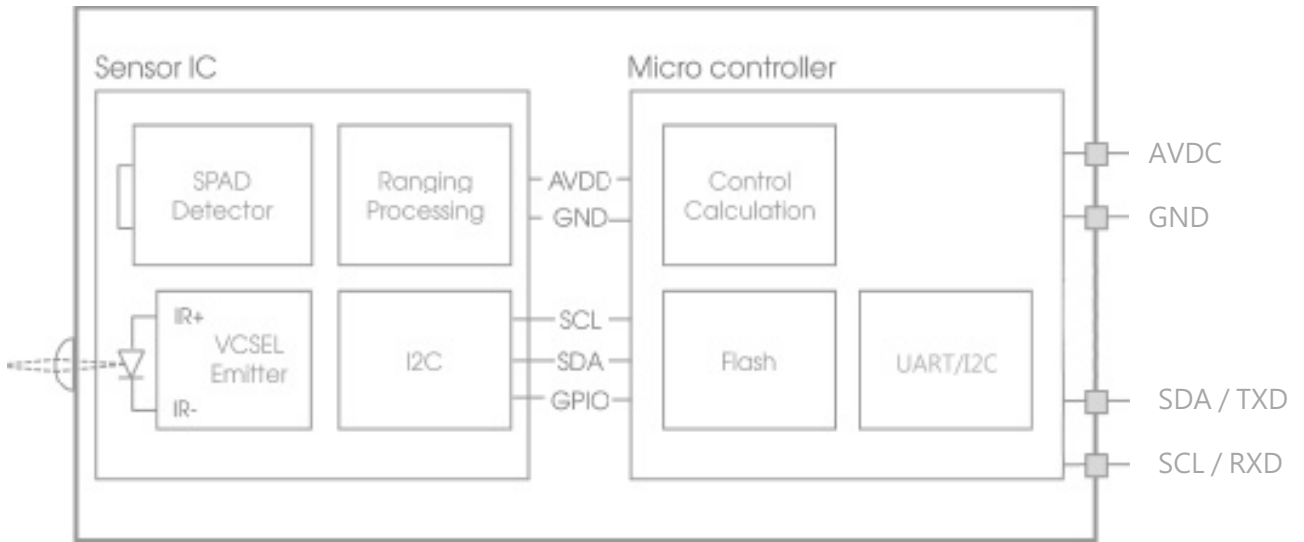 Sensor IC
Micro controller
SPAD
Detector
Ranging
Processing
AVDD
GND
Control
Calculation
AVDC
GND
IR+
VCSEL
Emitter
IR-
I2C
SCL
SDA
GPIO
Flash
UART/I2C
SDA / TXD
SCL / RXD